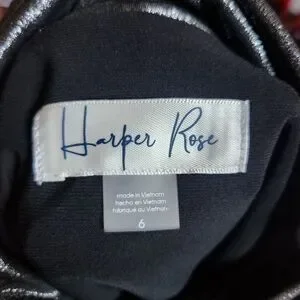 Harper Rose
made in Vietnam
hecho en Vietnam
fabriqué au Vietnam
6